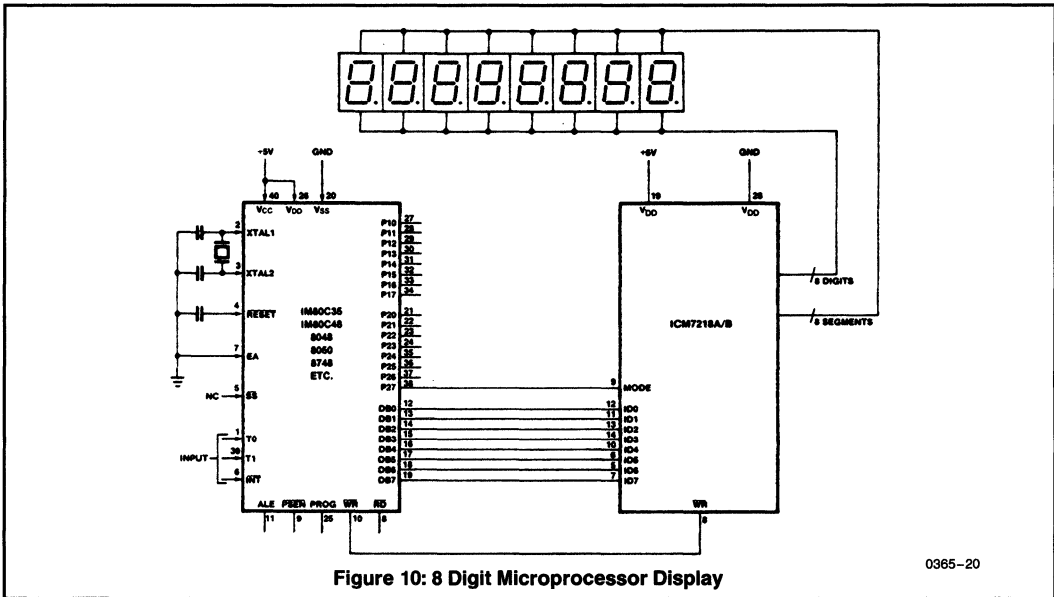 +5V GND
40 26 20
VCC VDD VSS
2 XTAL1
3 XTAL2
4 RESET
7 EA
NC 5 SS
INPUT
1 T0
39 T1
6 INT
IM80C35
IM80C48
8048
8050
8748
ETC.
P10 27
P11 28
P12 29
P13 30
P14 31
P15 32
P16 33
P17 34
P20 21
P21 22
P22 23
P23 24
P24 35
P25 36
P26 37
P27 38
DB0 12
DB1 13
DB2 14
DB3 15
DB4 16
DB5 17
DB6 18
DB7 19
ALE PSEN PROG WR RD
11 9 25 10 8
+5V GND
19 28
VDD VDD
8 DIGITS
8 SEGMENTS
ICM7218A/B
9 MODE
12 ID0
11 ID1
13 ID2
14 ID3
10 ID4
6 ID5
5 ID6
7 ID7
WR
8
0365–20
Figure 10: 8 Digit Microprocessor Display